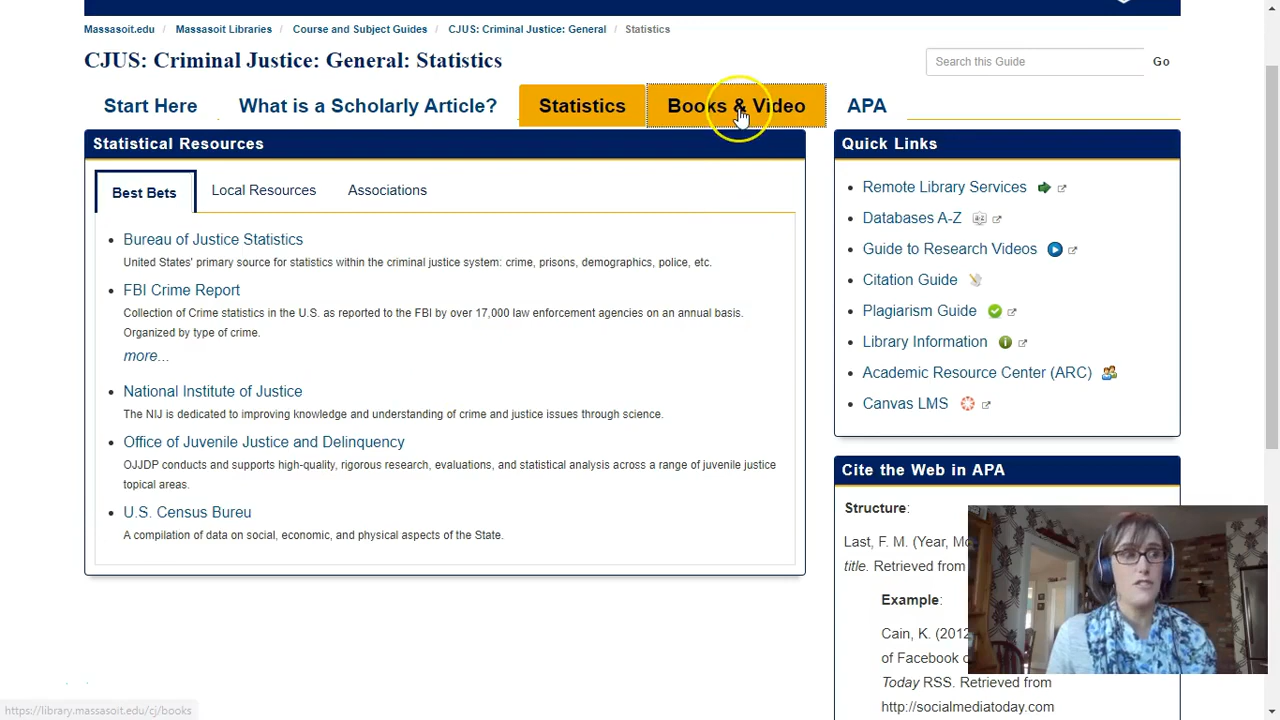 Massasoit.edu / Massasoit Libraries / Course and Subject Guides / CJUS: Criminal Justice: General / Statistics
CJUS: Criminal Justice: General: Statistics
Search this Guide Go
Start Here What is a Scholarly Article? Statistics Books & Video APA
Statistical Resources
Best Bets Local Resources Associations
Bureau of Justice Statistics
United States' primary source for statistics within the criminal justice system: crime, prisons, demographics, police, etc.
FBI Crime Report
Collection of Crime statistics in the U.S. as reported to the FBI by over 17,000 law enforcement agencies on an annual basis.
Organized by type of crime.
more...
National Institute of Justice
The NIJ is dedicated to improving knowledge and understanding of crime and justice issues through science.
Office of Juvenile Justice and Delinquency
OJJDP conducts and supports high-quality, rigorous research, evaluations, and statistical analysis across a range of juvenile justice
topical areas.
U.S. Census Bureu
A compilation of data on social, economic, and physical aspects of the State.
Quick Links
Remote Library Services
Databases A-Z
Guide to Research Videos
Citation Guide
Plagiarism Guide
Library Information
Academic Resource Center (ARC)
Canvas LMS
Cite the Web in APA
Structure:
Last, F. M. (Year, Mo
title. Retrieved from
Example:
Cain, K. (2012
of Facebook
Today RSS. Retrieved from
http://socialmediatoday.com
https://library.massasoit.edu/cj/books